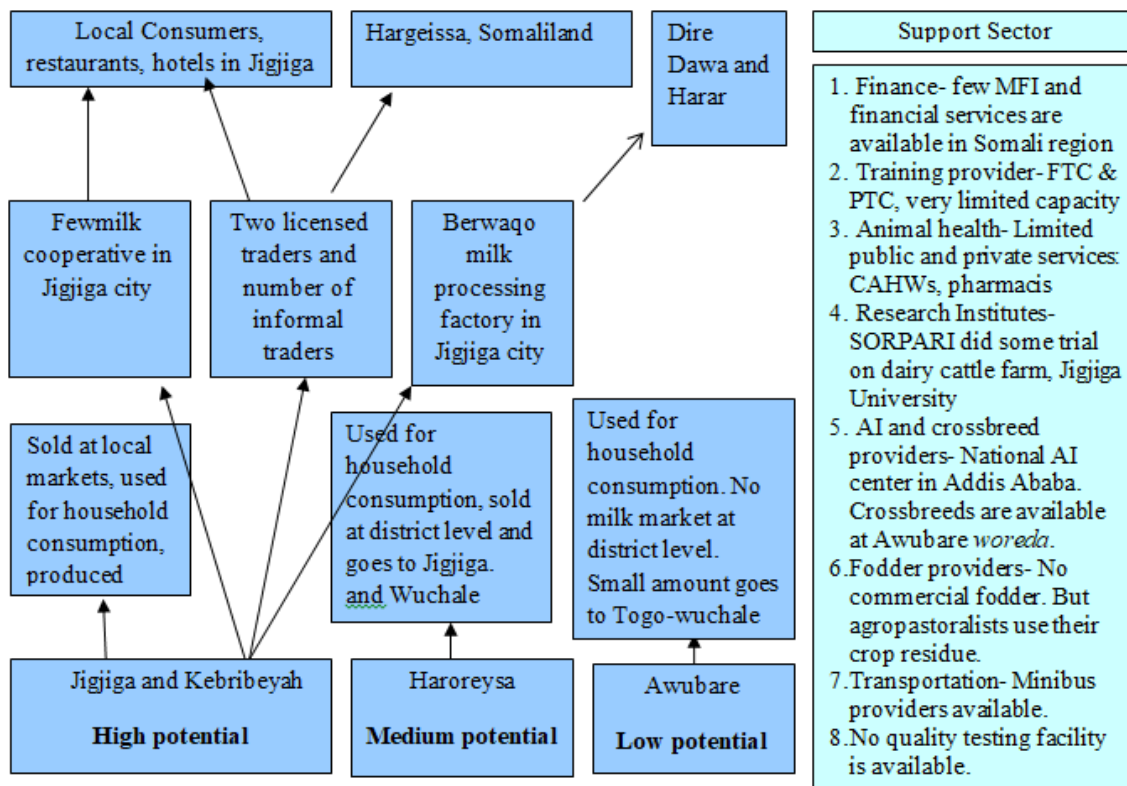 Local Consumers,
restaurants, hotels in Jigjiga
Hargeissa, Somaliland
Dire
Dawa and
Harar
Fewmilk
cooperative in
Jigjiga city
Two licensed
traders and
number of
informal
traders
Berwaqo
milk
processing
factory in
Jigjiga city
Sold at local
markets, used
for household
consumption,
produced
Used for
household
consumption, sold
at district level and
goes to Jigjiga.
and Wuchale
Used for
household
consumption. No
milk market at
district level.
Small amount goes
to Togo-wuchale
Jigjiga and Kebribeyah
High potential
Haroreysa
Medium potential
Awubare
Low potential
Support Sector
1. Finance- few MFI and
financial services are
available in Somali region
2. Training provider- FTC &
PTC, very limited capacity
3. Animal health- Limited
public and private services:
CAHWs, pharmacis
4. Research Institutes-
SORPARI did some trial
on dairy cattle farm, Jigjiga
University
5. AI and crossbreed
providers- National AI
center in Addis Ababa.
Crossbreeds are available
at Awubare woreda.
6. Fodder providers- No
commercial fodder. But
agropastoralists use their
crop residue.
7. Transportation- Minibus
providers available.
8. No quality testing facility
is available.